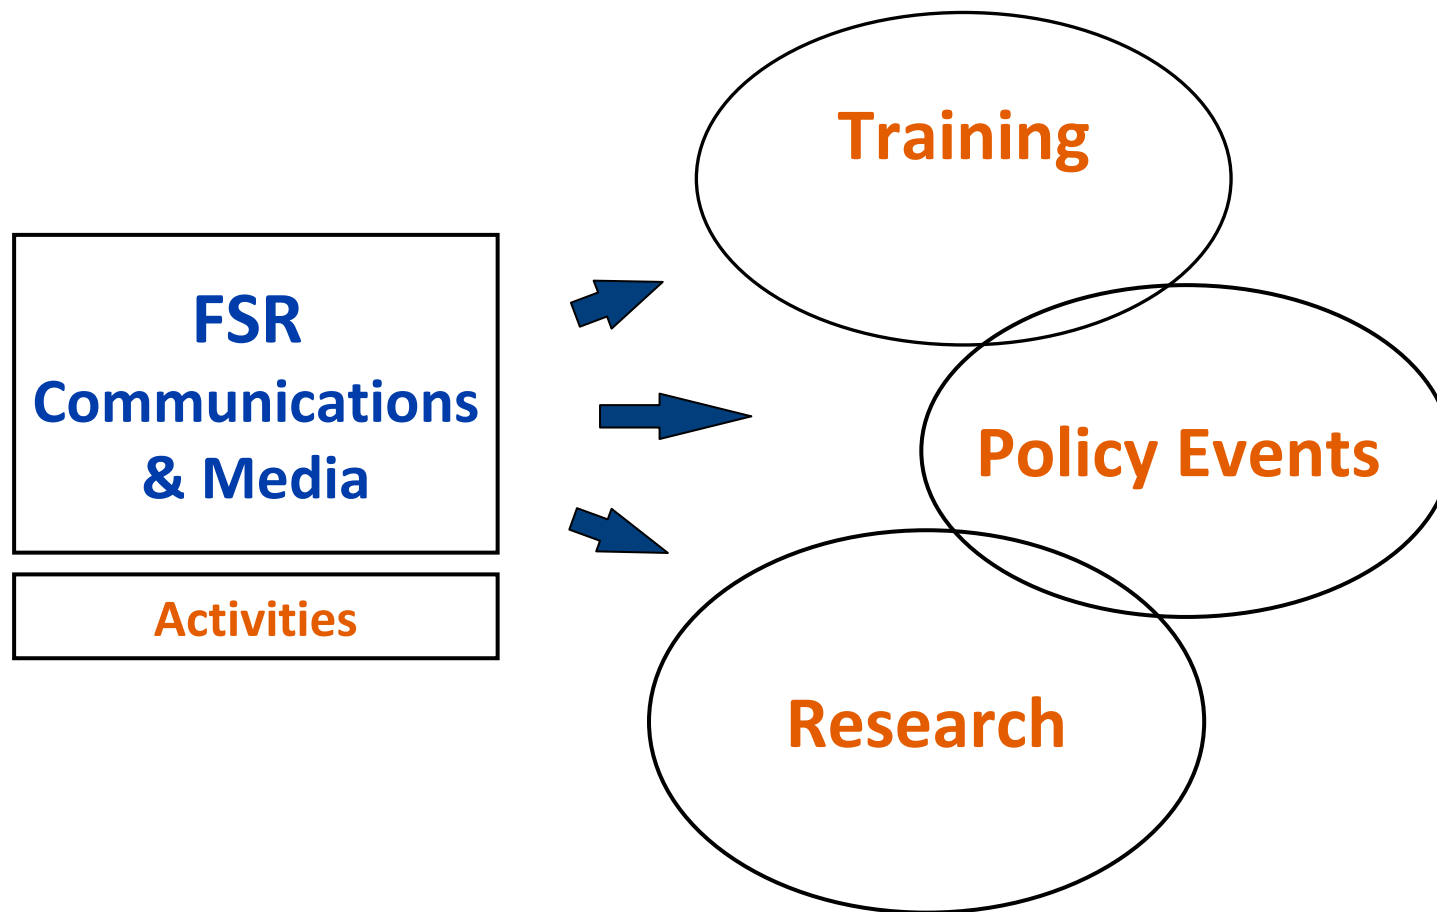 FSR
Communications
& Media
Activities
Training
Policy Events
Research